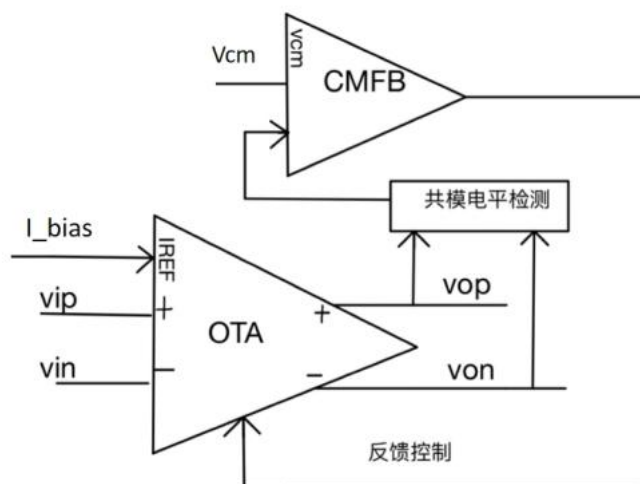 Vcm
vcm
CMFB
共模电平检测
I_bias
IREF
vip
+
OTA
+
vop
vin
−
−
von
反馈控制